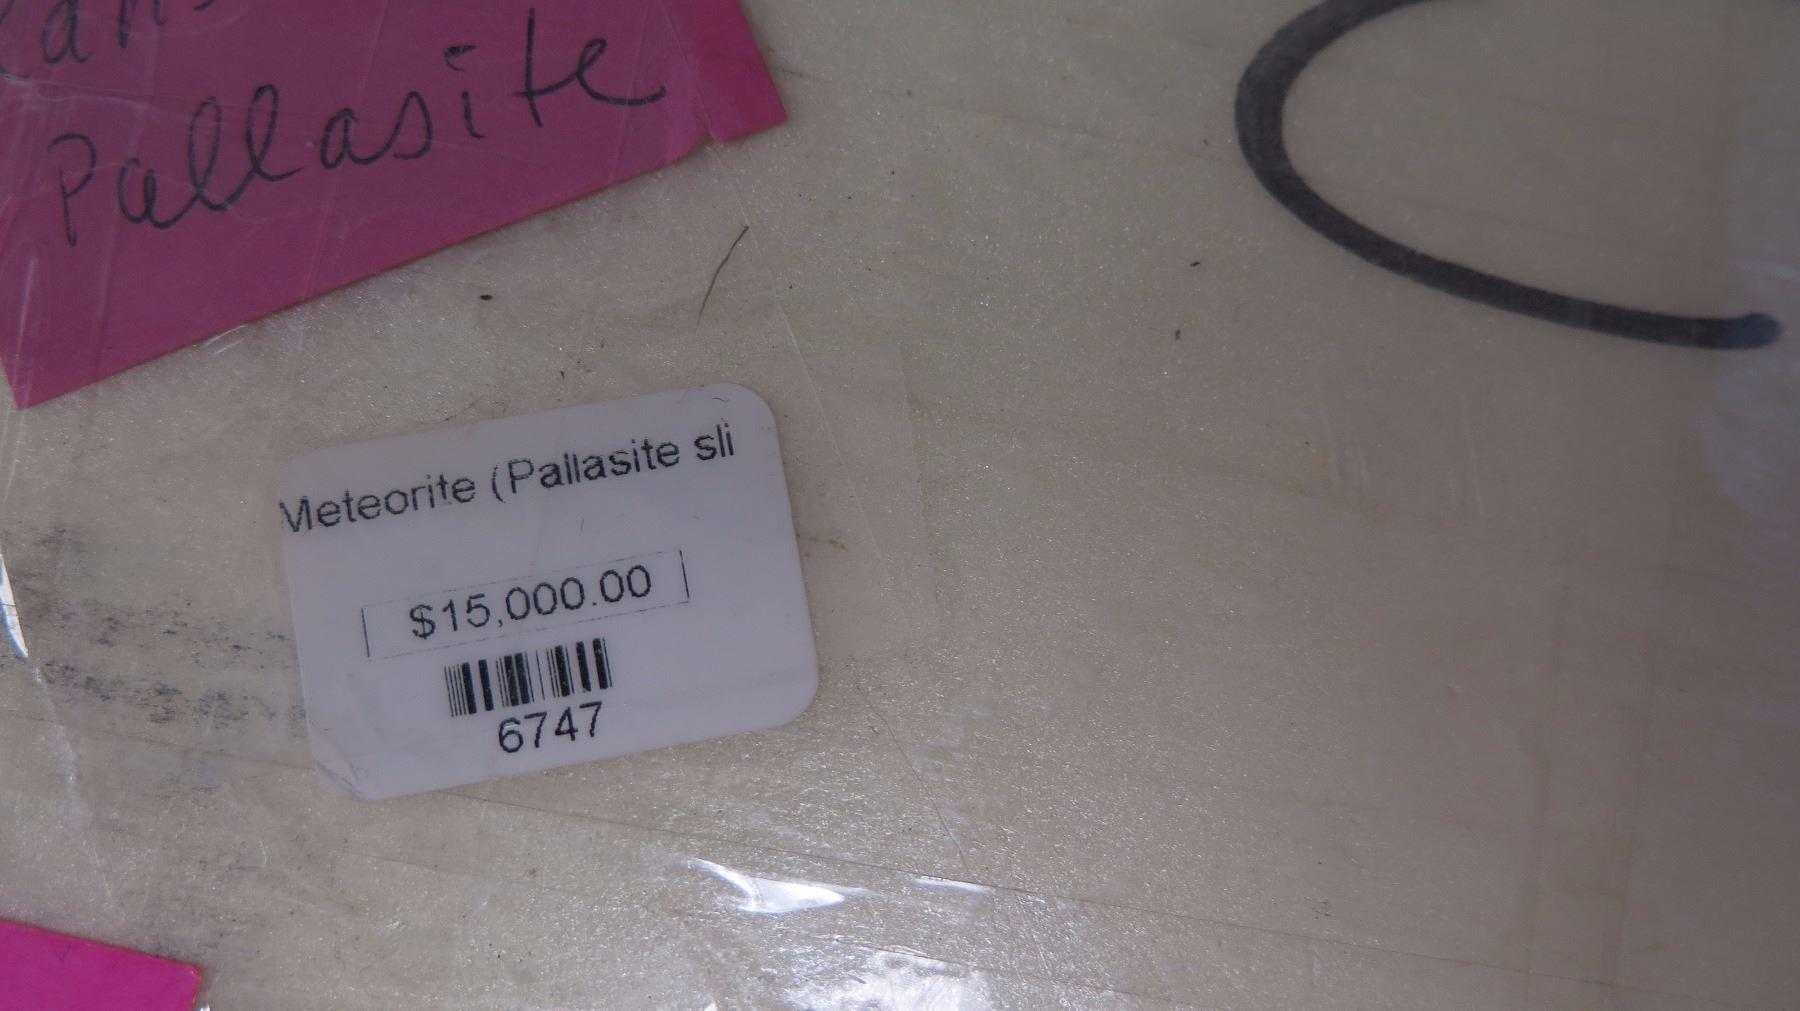 Pallasite
Meteorite (Pallasite sli
$15,000.00
6747